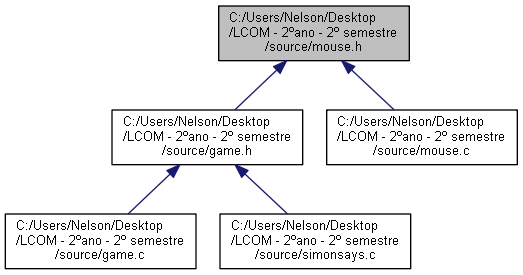 C:/Users/Nelson/Desktop
/LCOM - 2ºano - 2º semestre
/source/mouse.h
C:/Users/Nelson/Desktop
/LCOM - 2ºano - 2º semestre
/source/game.h
C:/Users/Nelson/Desktop
/LCOM - 2ºano - 2º semestre
/source/mouse.c
C:/Users/Nelson/Desktop
/LCOM - 2ºano - 2º semestre
/source/game.c
C:/Users/Nelson/Desktop
/LCOM - 2ºano - 2º semestre
/source/simonsays.c